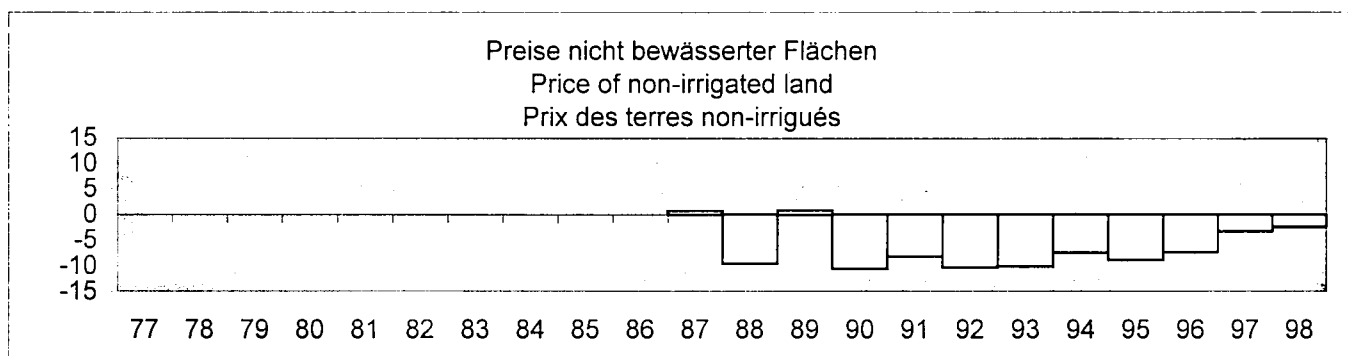 Preise nicht bewässerter Flächen
Price of non-irrigated land
Prix des terres non-irrigués
15
10
5
0
-5
-10
-15
77 78 79 80 81 82 83 84 85 86 87 88 89 90 91 92 93 94 95 96 97 98